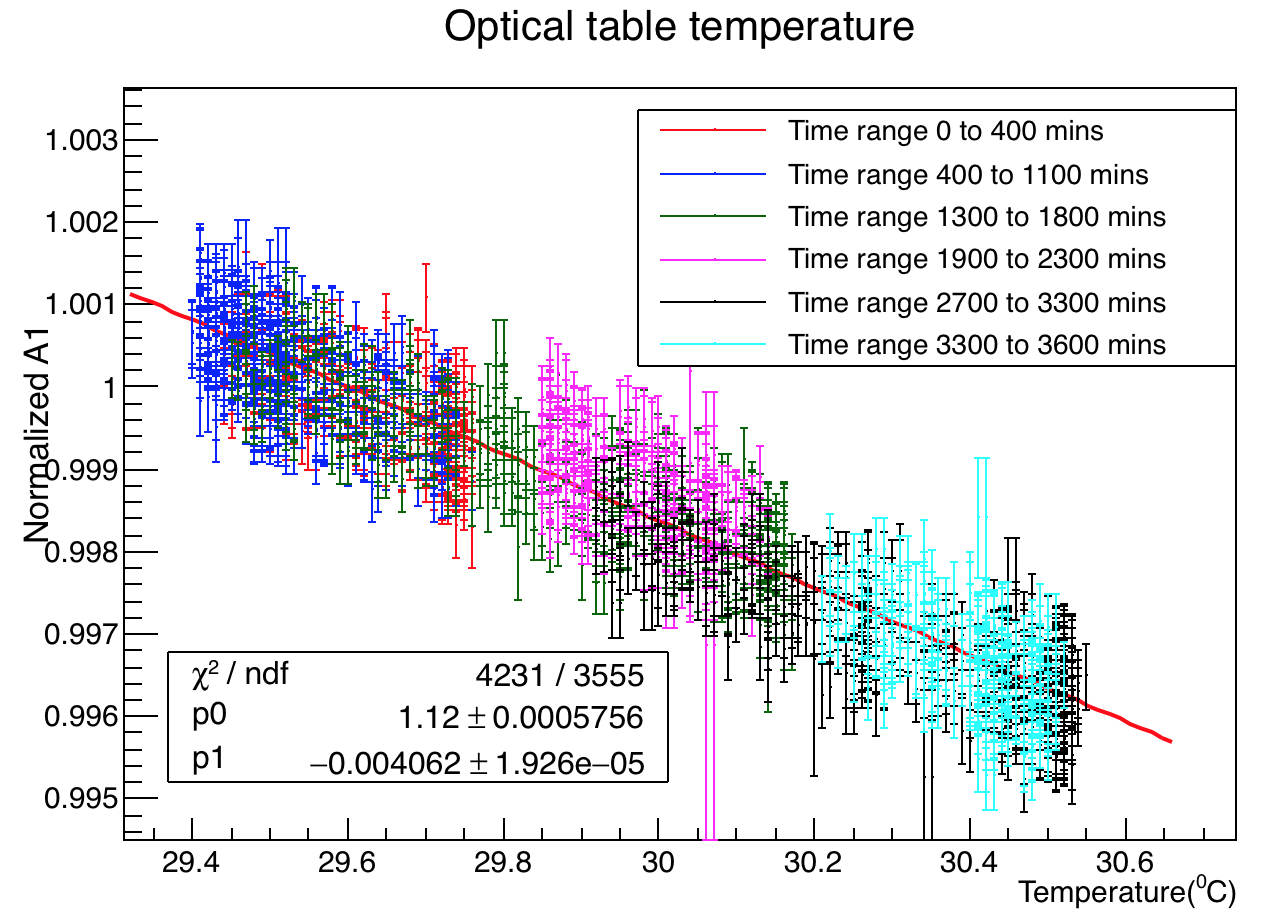 Optical table temperature
Normalized A1
1.003
1.002
1.001
1
0.999
0.998
0.997
0.996
0.995
Time range 0 to 400 mins
Time range 400 to 1100 mins
Time range 1300 to 1800 mins
Time range 1900 to 2300 mins
Time range 2700 to 3300 mins
Time range 3300 to 3600 mins
χ² / ndf 4231 / 3555
p0 1.12 ± 0.0005756
p1 −0.004062 ± 1.926e−05
29.4 29.6 29.8 30 30.2 30.4 30.6
Temperature(⁰C)